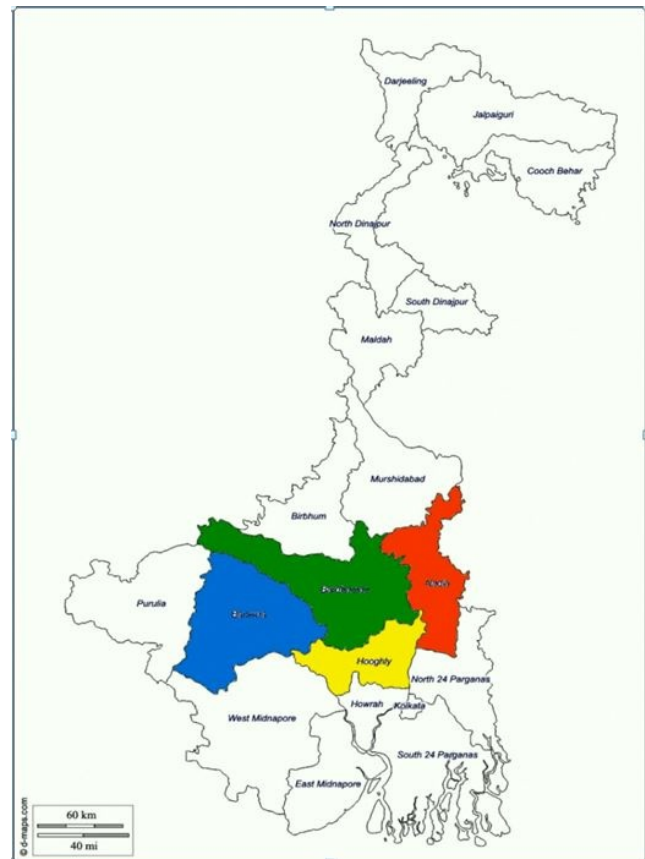 Darjeeling
Jalpaiguri
Cooch Behar
North Dinajpur
South Dinajpur
Maldah
Murshidabad
Birbhum
Purulia
Hooghly
North 24 Parganas
Howrah
Kolkata
West Midnapore
South 24 Parganas
East Midnapore
60 km
40 mi
© d-maps.com